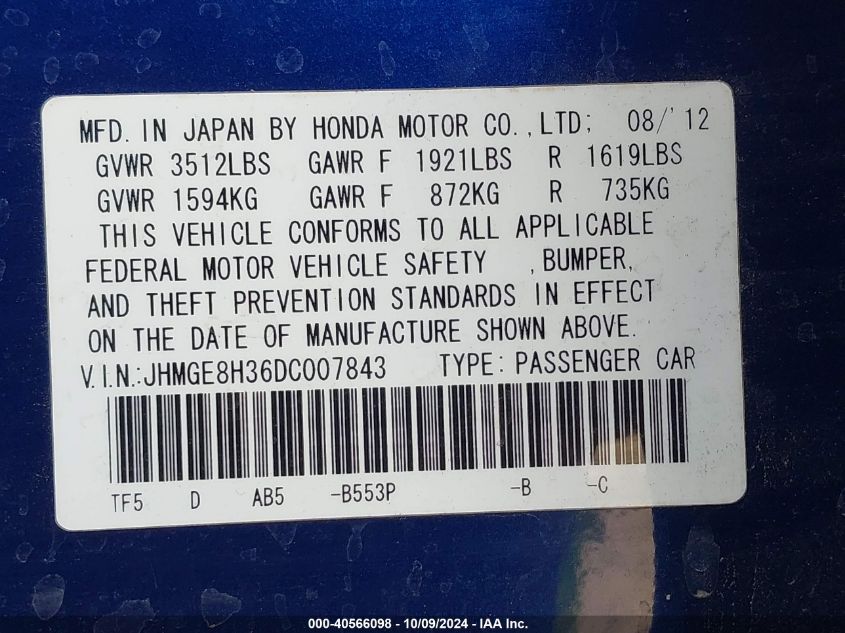 MFD. IN JAPAN BY HONDA MOTOR CO.,LTD; 08/'12
GVWR 3512LBS GAWR F 1921LBS R 1619LBS
GVWR 1594KG GAWR F 872KG R 735KG
THIS VEHICLE CONFORMS TO ALL APPLICABLE
FEDERAL MOTOR VEHICLE SAFETY ,BUMPER,
AND THEFT PREVENTION STANDARDS IN EFFECT
ON THE DATE OF MANUFACTURE SHOWN ABOVE.
V.I.N.:JHMGE8H36DC007843 TYPE: PASSENGER CAR
TF5 D AB5 -B553P -B -C
000-40566098 - 10/09/2024 - IAA Inc.